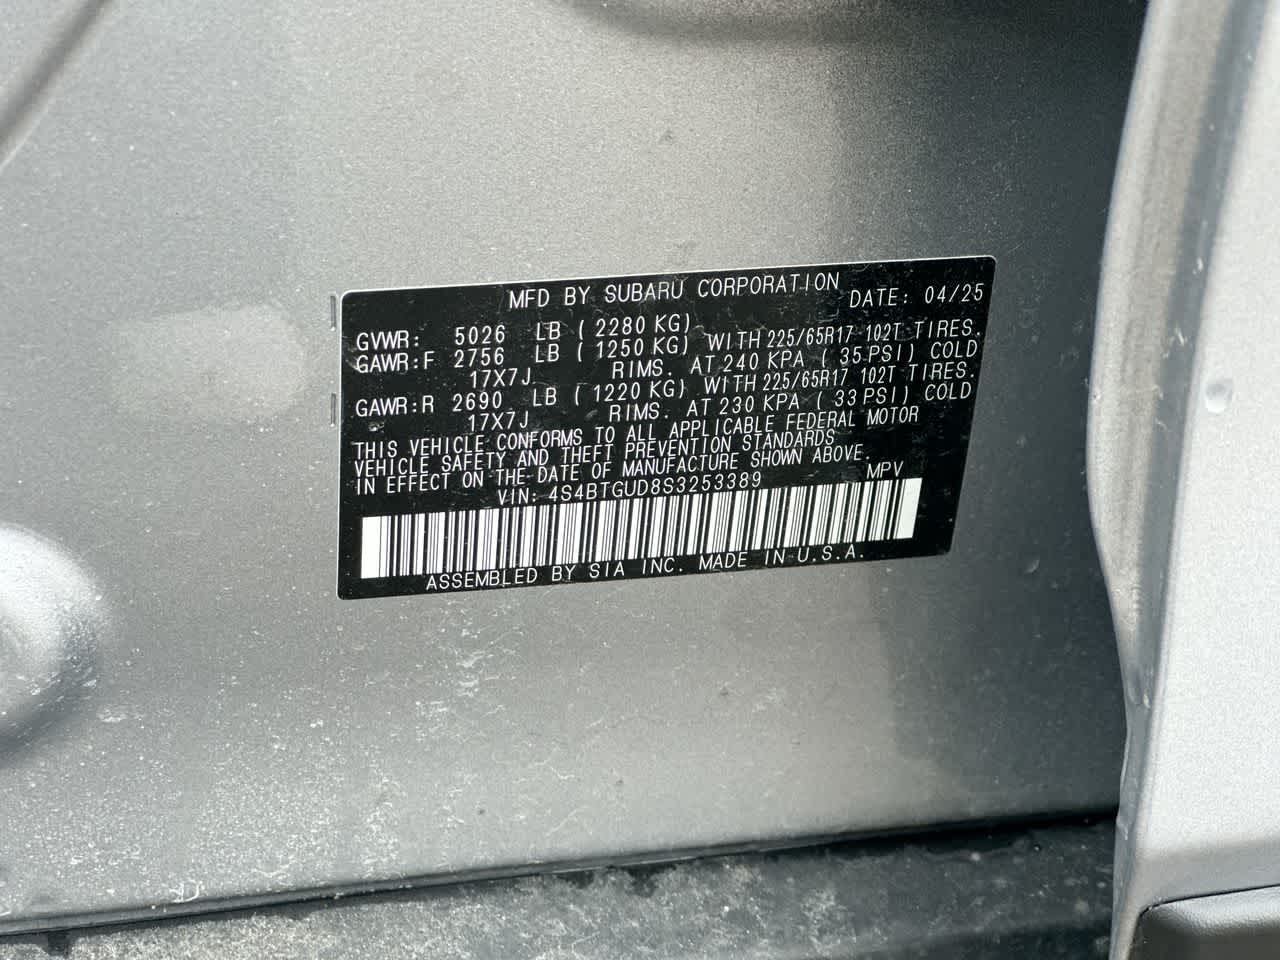 MFD BY SUBARU CORPORATION DATE: 04/25
GVWR: 5026 LB (2280 KG)
GAWR:F 2756 LB (1250 KG) WITH 225/65R17 102T TIRES.
17X7J RIMS. AT 240 KPA (35 PSI) COLD
GAWR:R 2690 LB (1220 KG) WITH 225/65R17 102T TIRES.
17X7J RIMS. AT 230 KPA (33 PSI) COLD
THIS VEHICLE CONFORMS TO ALL APPLICABLE FEDERAL MOTOR
VEHICLE SAFETY AND THEFT PREVENTION STANDARDS
IN EFFECT ON THE DATE OF MANUFACTURE SHOWN ABOVE.
VIN: 4S4BTGUD8S3253389 MPV
ASSEMBLED BY SIA INC. MADE IN U.S.A.